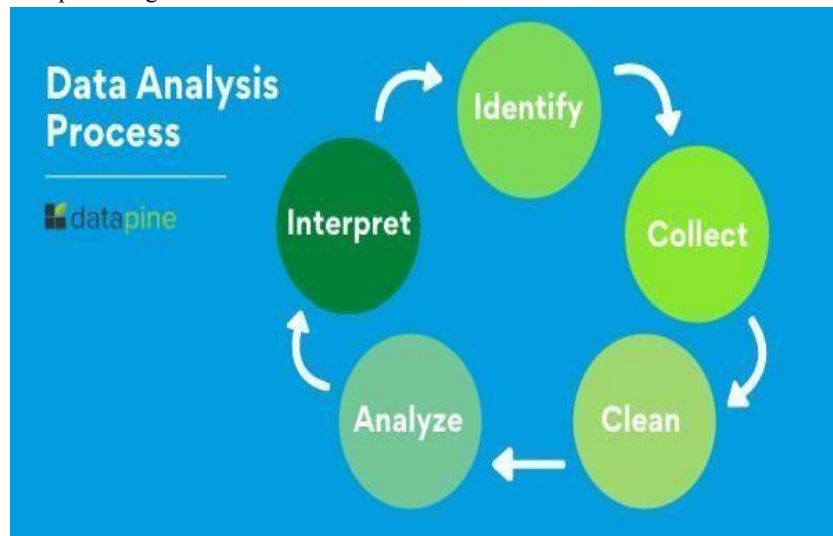 Data Analysis
Process
datapine
Identify
Collect
Clean
Analyze
Interpret